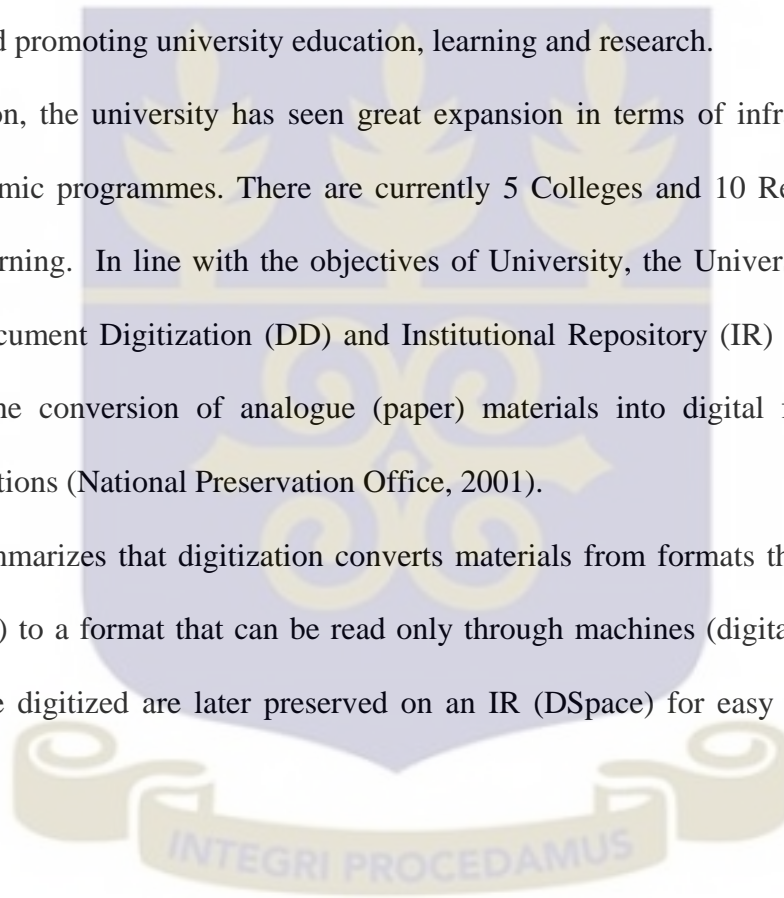 d promoting university education, learning and research.
on, the university has seen great expansion in terms of infr
mic programmes. There are currently 5 Colleges and 10 Re
rning. In line with the objectives of University, the Univer
cument Digitization (DD) and Institutional Repository (IR)
ne conversion of analogue (paper) materials into digital
tions (National Preservation Office, 2001).
nmarizes that digitization converts materials from formats th
) to a format that can be read only through machines (digita
e digitized are later preserved on an IR (DSpace) for easy
INTEGRI PROCEDAMUS